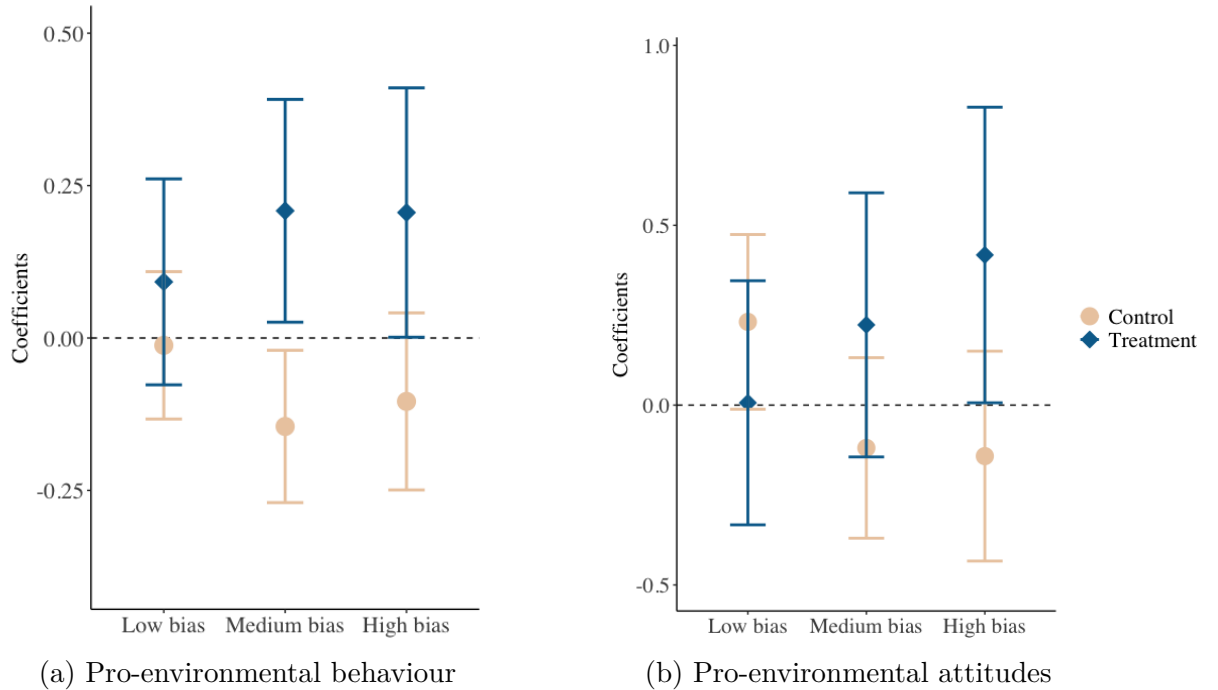 0.50
0.25
0.00
-0.25
Coefficients
Low bias Medium bias High bias
(a) Pro-environmental behaviour
1.0
0.5
0.0
-0.5
Coefficients
Low bias Medium bias High bias
(b) Pro-environmental attitudes
Control
Treatment